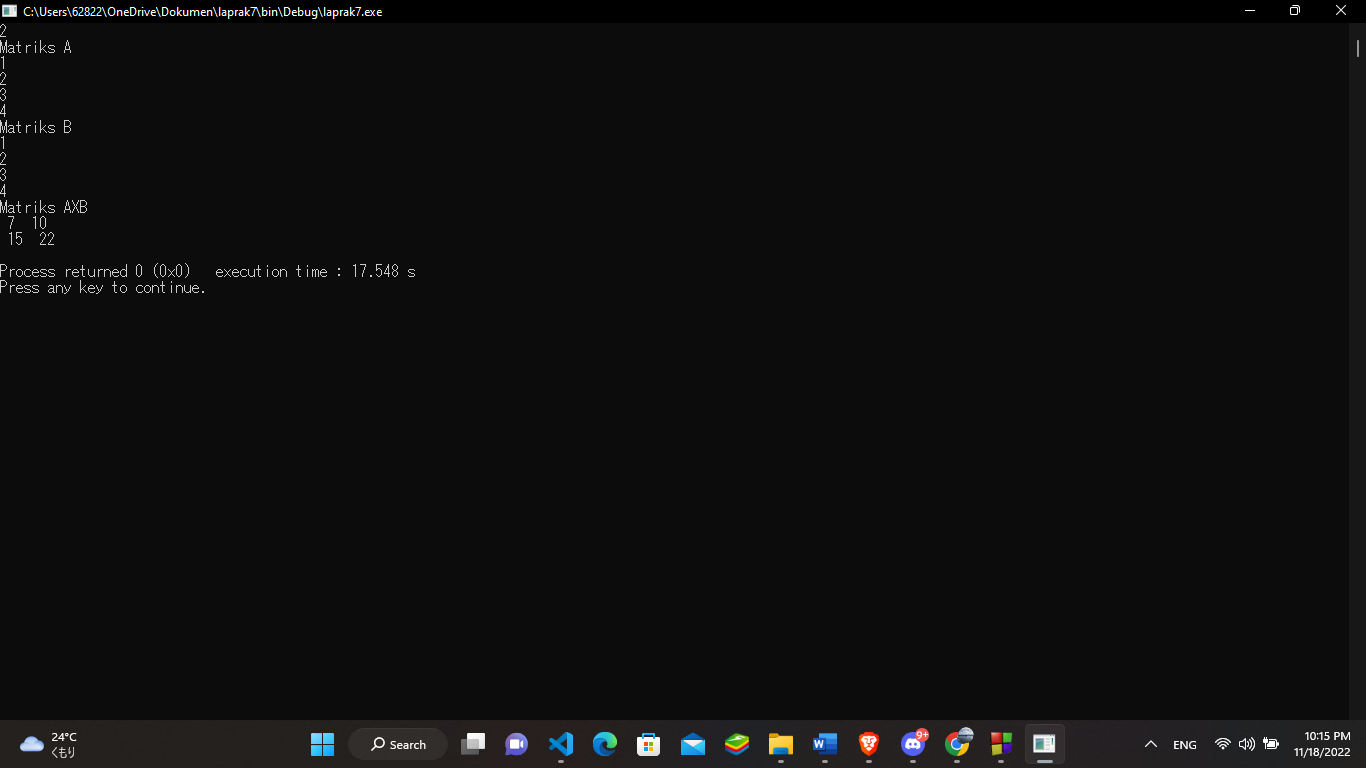 C:\Users\62822\OneDrive\Dokumen\laprak7\bin\Debug\laprak7.exe
2
Matriks A
1
2
3
4
Matriks B
1
2
3
4
Matriks AXB
7 10
15 22
Process returned 0 (0x0) execution time : 17.548 s
Press any key to continue.
24°C
くもり
Search
9+
ENG
10:15 PM
11/18/2022